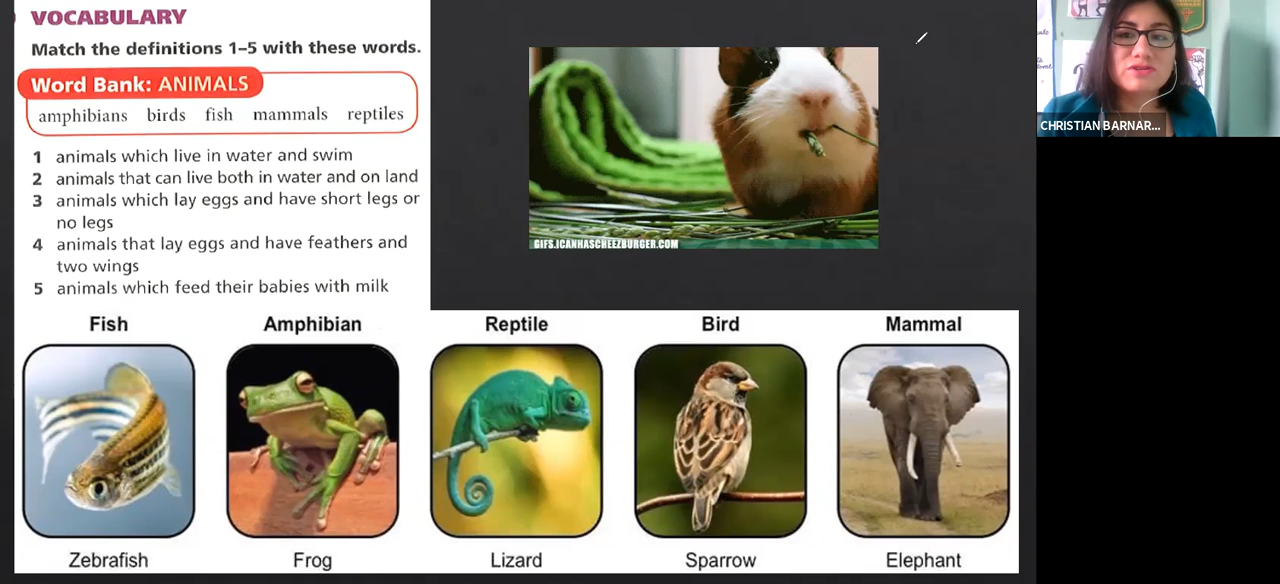 VOCABULARY
Match the definitions 1–5 with these words.
Word Bank: ANIMALS
amphibians birds fish mammals reptiles
1 animals which live in water and swim
2 animals that can live both in water and on land
3 animals which lay eggs and have short legs or
no legs
4 animals that lay eggs and have feathers and
two wings
5 animals which feed their babies with milk
GIFS.ICANHASCHEEZBURGER.COM
CHRISTIAN BARNAR...
Fish Amphibian Reptile Bird Mammal
Zebrafish Frog Lizard Sparrow Elephant